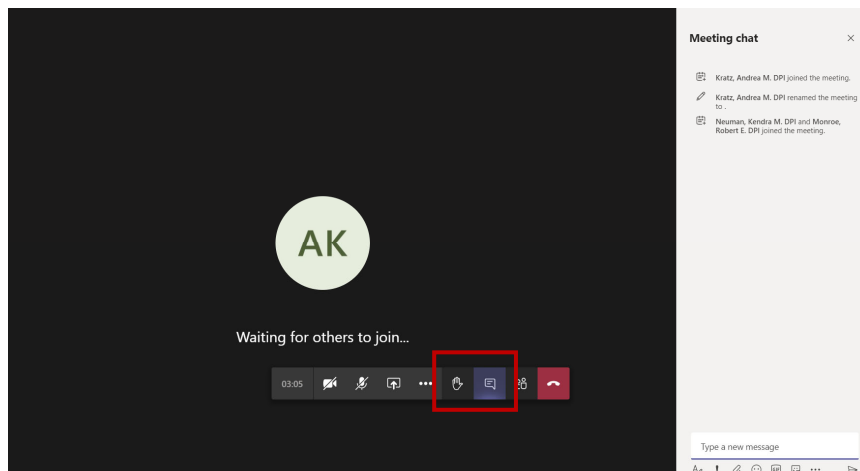 Meeting chat
Kratz, Andrea M. DPI joined the meeting.
Kratz, Andrea M. DPI renamed the meeting
to .
Neuman, Kendra M. DPI and Monroe,
Robert E. DPI joined the meeting.
AK
Waiting for others to join...
03:05
Type a new message
GIF